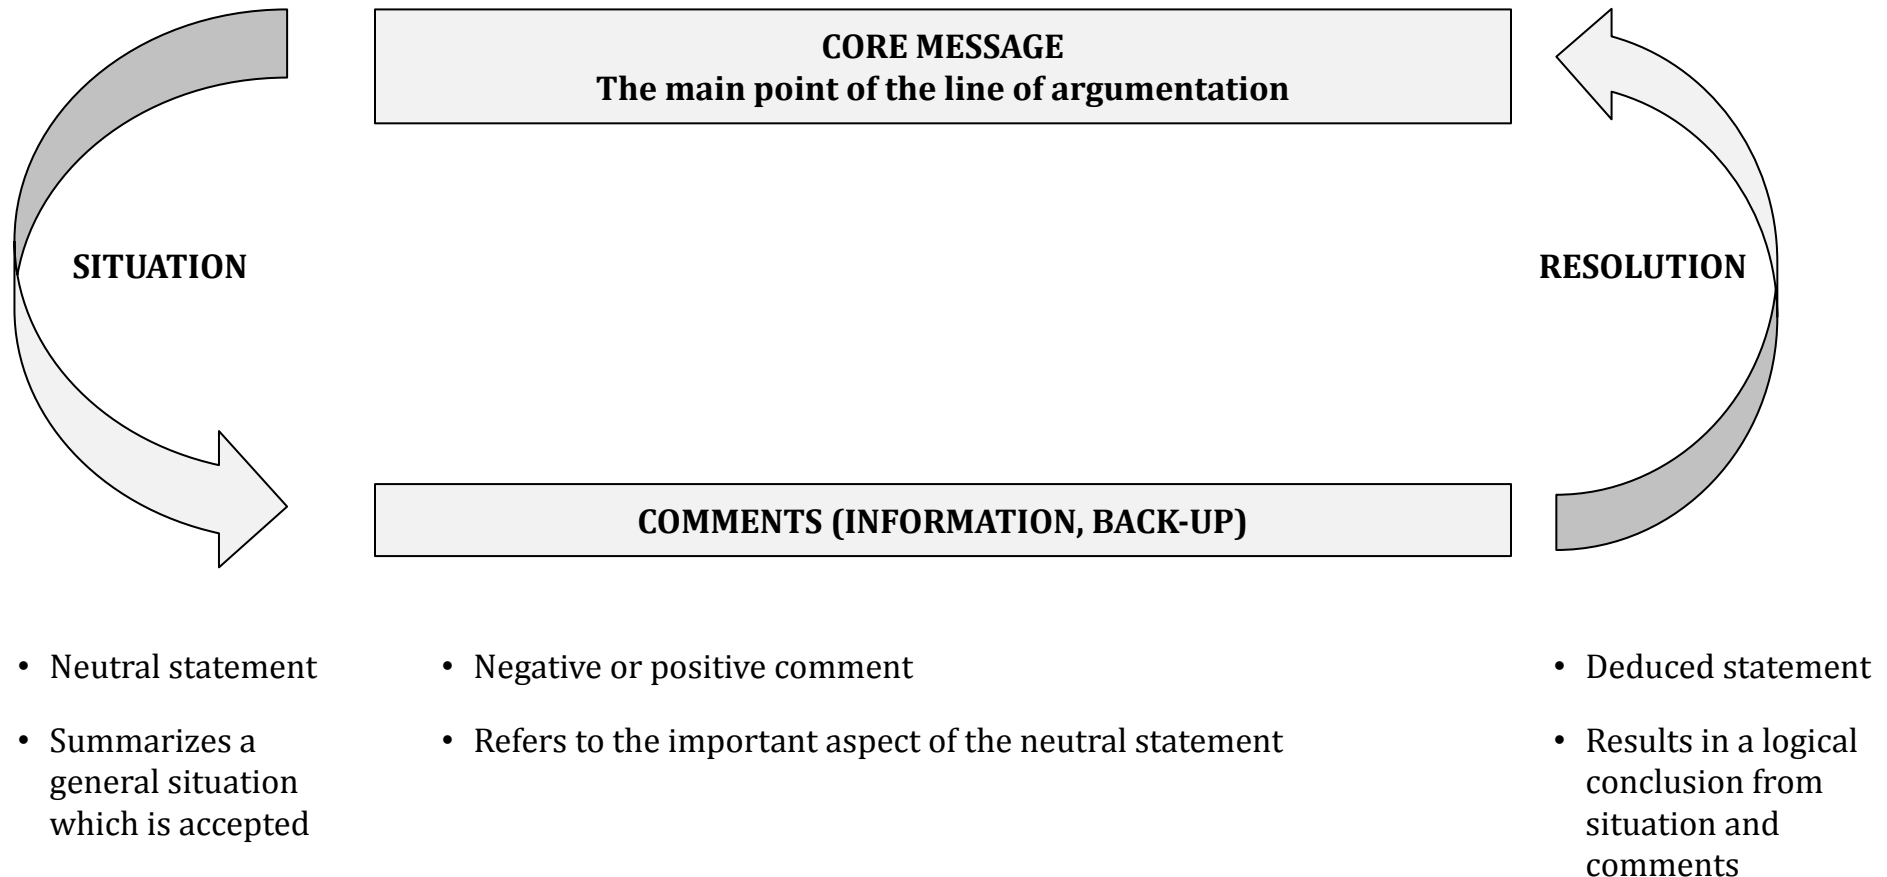 CORE MESSAGE
The main point of the line of argumentation
SITUATION
RESOLUTION
COMMENTS (INFORMATION, BACK-UP)
• Neutral statement
• Summarizes a
general situation
which is accepted
• Negative or positive comment
• Refers to the important aspect of the neutral statement
• Deduced statement
• Results in a logical
conclusion from
situation and
comments